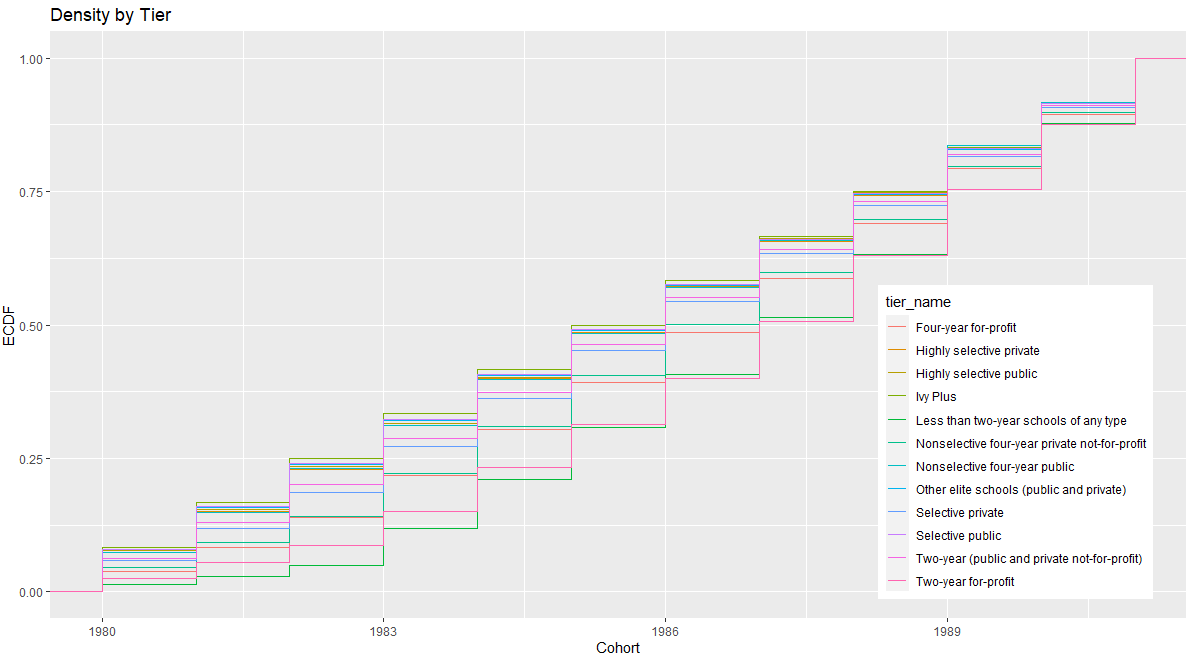 Density by Tier
1.00
0.75
0.50
0.25
0.00
ECDF
tier_name
Four-year for-profit
Highly selective private
Highly selective public
Ivy Plus
Less than two-year schools of any type
Nonselective four-year private not-for-profit
Nonselective four-year public
Other elite schools (public and private)
Selective private
Selective public
Two-year (public and private not-for-profit)
Two-year for-profit
1980
1983
1986
1989
Cohort